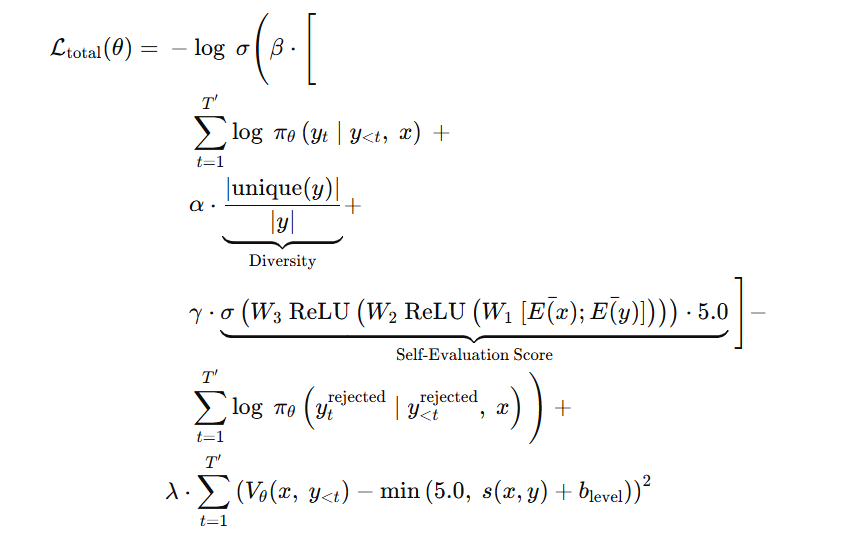 ℒ_total(θ) = − log σ(β · [
∑_{t=1}^{T′} log π_θ (y_t | y_{<t}, x) +
α · |unique(y)| / |y| +
Diversity
γ · σ (W_3 ReLU (W_2 ReLU (W_1 [E(̄x); E(̄y)]))) · 5.0 ] −
Self-Evaluation Score
∑_{t=1}^{T′} log π_θ (y_t^rejected | y_{<t}^rejected, x)) +
λ · ∑_{t=1}^{T′} (V_θ(x, y_{<t}) − min (5.0, s(x, y) + b_level))²